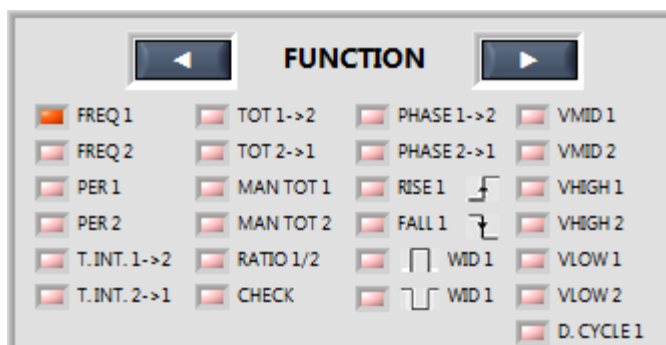 FUNCTION
FREQ 1 TOT 1->2 PHASE 1->2 VMID 1
FREQ 2 TOT 2->1 PHASE 2->1 VMID 2
PER 1 MAN TOT 1 RISE 1 VHIGH 1
PER 2 MAN TOT 2 FALL 1 VHIGH 2
T. INT. 1->2 RATIO 1/2 WID 1 VLOW 1
T. INT. 2->1 CHECK WID 1 VLOW 2
D. CYCLE 1